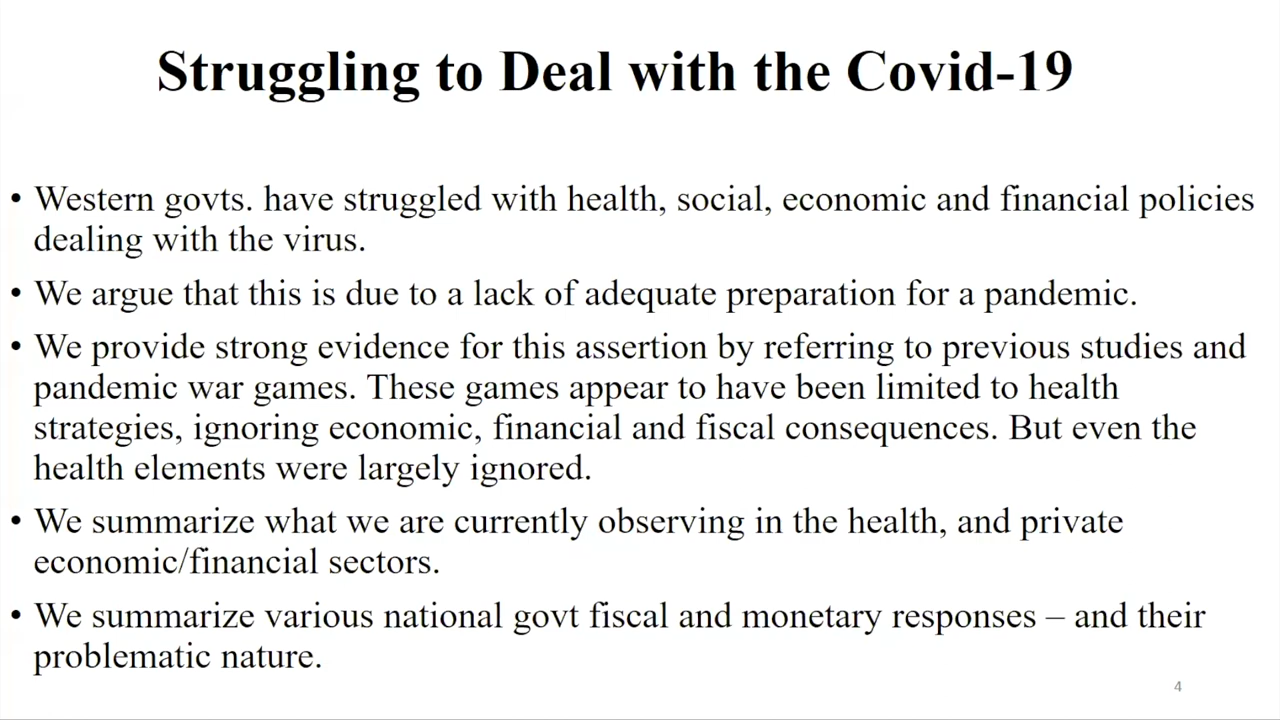 Struggling to Deal with the Covid-19
• Western govts. have struggled with health, social, economic and financial policies
dealing with the virus.
• We argue that this is due to a lack of adequate preparation for a pandemic.
• We provide strong evidence for this assertion by referring to previous studies and
pandemic war games. These games appear to have been limited to health
strategies, ignoring economic, financial and fiscal consequences. But even the
health elements were largely ignored.
• We summarize what we are currently observing in the health, and private
economic/financial sectors.
• We summarize various national govt fiscal and monetary responses – and their
problematic nature.
4